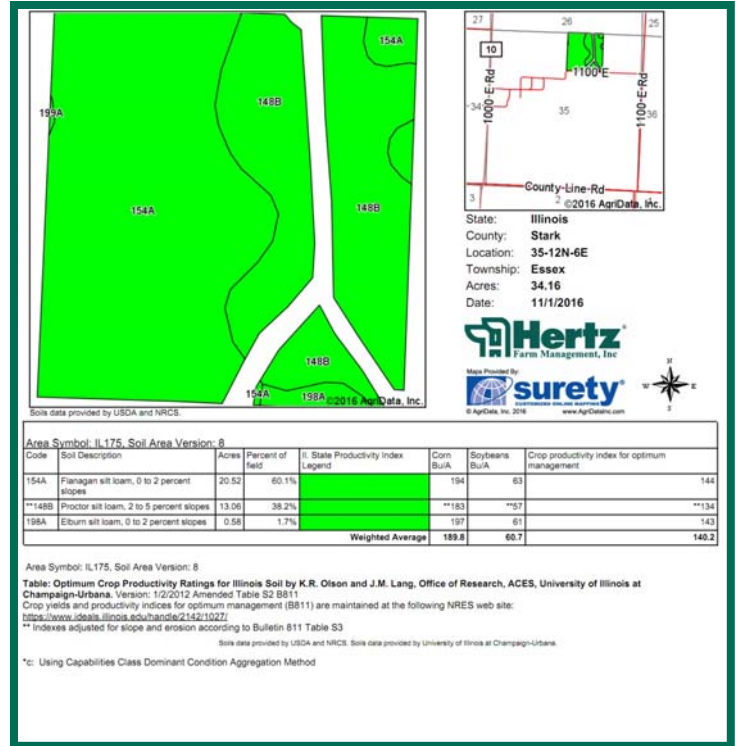 154A
148B
199A
154A
148B
148B
154A
198A
©2016 AgriData, Inc.
Soils data provided by USDA and NRCS.
27
26
25
10
1100-E
1000-E-Rd
1100-E-Rd
34
35
36
County-Line-Rd
3
2
1
©2016 AgriData, Inc.
State: Illinois
County: Stark
Location: 35-12N-6E
Township: Essex
Acres: 34.16
Date: 11/1/2016
Hertz
Farm Management, Inc
Maps Provided By:
surety®
CUSTOMIZED ONLINE MAPPING
© AgriData, Inc. 2016 www.AgriDataInc.com
N
W E
S
Area Symbol: IL175, Soil Area Version: 8
Code Soil Description Acres Percent of field II. State Productivity Index Legend Corn Bu/A Soybeans Bu/A Crop productivity index for optimum management
154A Flanagan silt loam, 0 to 2 percent slopes 20.52 60.1% 194 63 144
**148B Proctor silt loam, 2 to 5 percent slopes 13.06 38.2% **183 **57 **134
198A Elburn silt loam, 0 to 2 percent slopes 0.58 1.7% 197 61 143
Weighted Average 189.8 60.7 140.2
Area Symbol: IL175, Soil Area Version: 8
Table: Optimum Crop Productivity Ratings for Illinois Soil by K.R. Olson and J.M. Lang, Office of Research, ACES, University of Illinois at
Champaign-Urbana. Version: 1/2/2012 Amended Table S2 B811
Crop yields and productivity indices for optimum management (B811) are maintained at the following NRES web site:
https://www.ideals.illinois.edu/handle/2142/1027/
** Indexes adjusted for slope and erosion according to Bulletin 811 Table S3
Soils data provided by USDA and NRCS. Soils data provided by University of Illinois at Champaign-Urbana.
*c: Using Capabilities Class Dominant Condition Aggregation Method